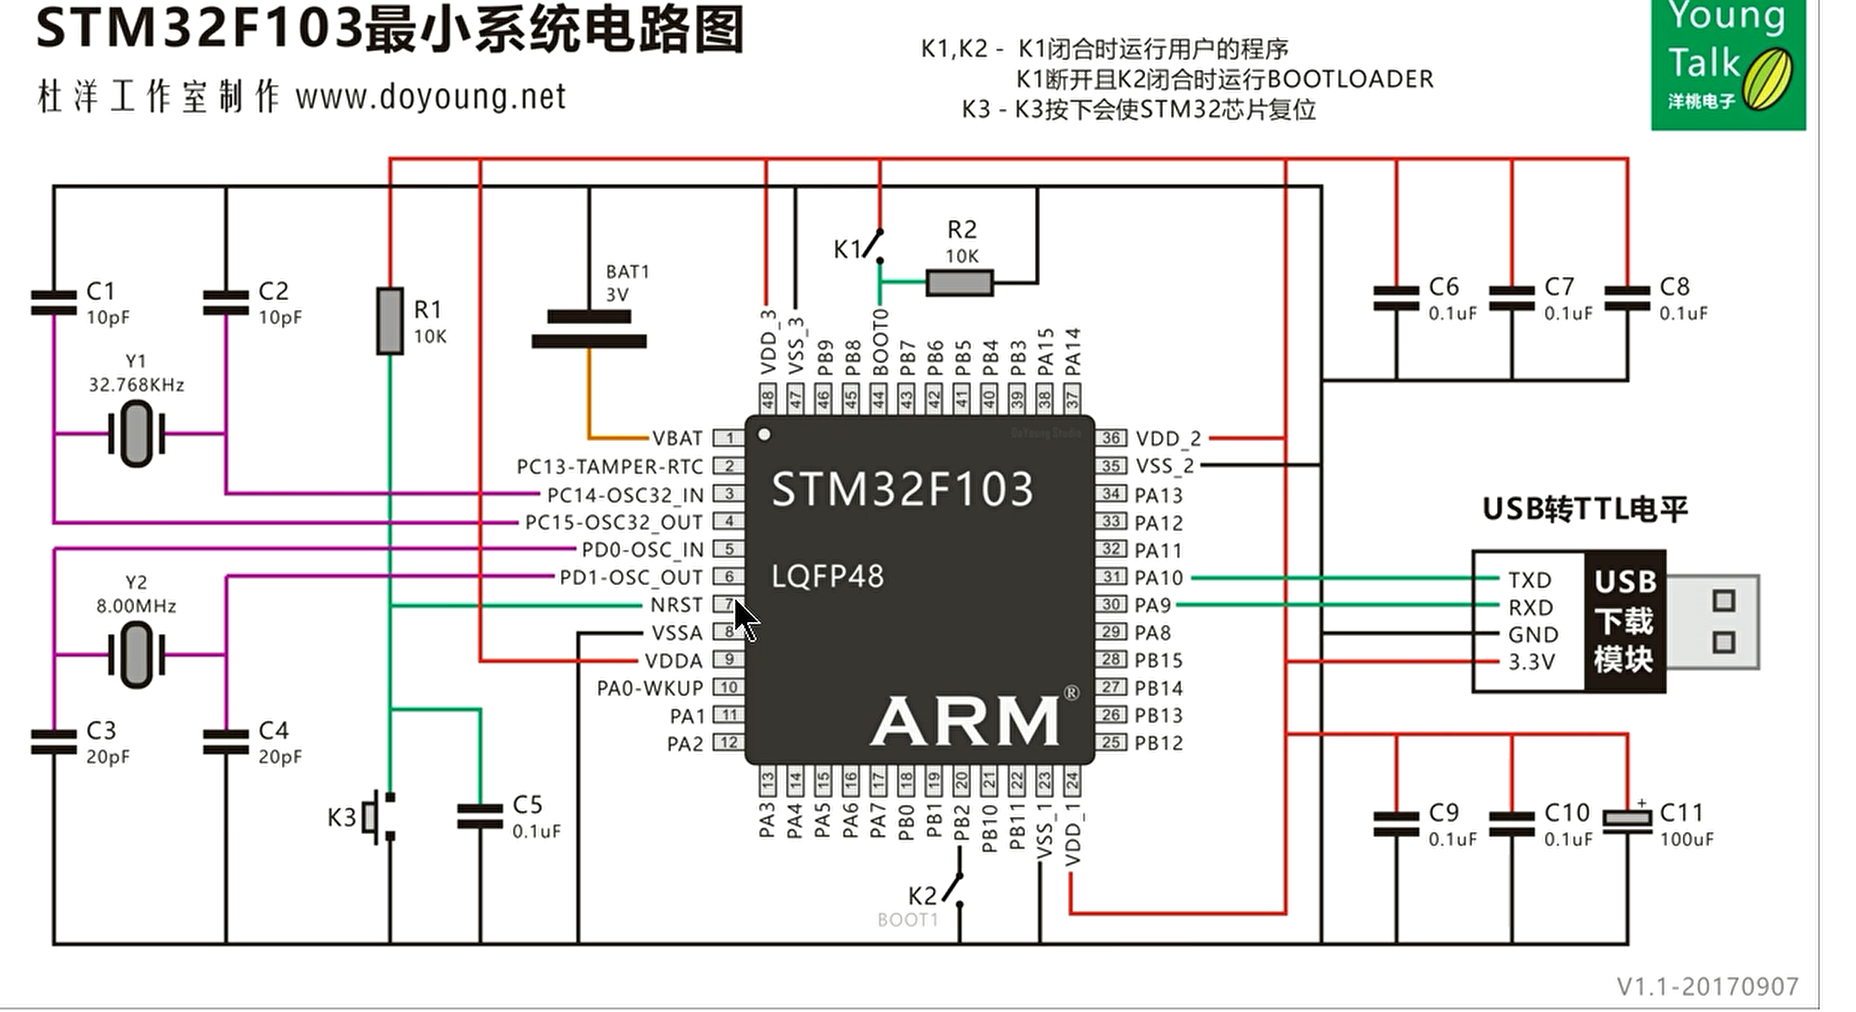 STM32F103最小系统电路图
杜洋工作室制作 www.doyoung.net
K1,K2 - K1闭合时运行用户的程序
K1断开且K2闭合时运行BOOTLOADER
K3 - K3按下会使STM32芯片复位
Young
Talk
洋桃电子
C1
10pF
C2
10pF
Y1
32.768KHz
R1
10K
BAT1
3V
K1
R2
10K
C6
0.1uF
C7
0.1uF
C8
0.1uF
VDD_3
VSS_3
PB9
PB8
BOOT0
PB7
PB6
PB5
PB4
PB3
PA15
PA14
48
47
46
45
44
43
42
41
40
39
38
37
VBAT 1
PC13-TAMPER-RTC 2
PC14-OSC32_IN 3
PC15-OSC32_OUT 4
PD0-OSC_IN 5
PD1-OSC_OUT 6
NRST 7
VSSA 8
VDDA 9
PA0-WKUP 10
PA1 11
PA2 12
DoYoung Studio
STM32F103
LQFP48
ARM®
36 VDD_2
35 VSS_2
34 PA13
33 PA12
32 PA11
31 PA10
30 PA9
29 PA8
28 PB15
27 PB14
26 PB13
25 PB12
13
14
15
16
17
18
19
20
21
22
23
24
PA3
PA4
PA5
PA6
PA7
PB0
PB1
PB2
PB10
PB11
VSS_1
VDD_1
Y2
8.00MHz
C3
20pF
C4
20pF
K3
C5
0.1uF
K2
BOOT1
USB转TTL电平
TXD
RXD
GND
3.3V
USB
下载
模块
C9
0.1uF
C10
0.1uF
+
C11
100uF
V1.1-20170907